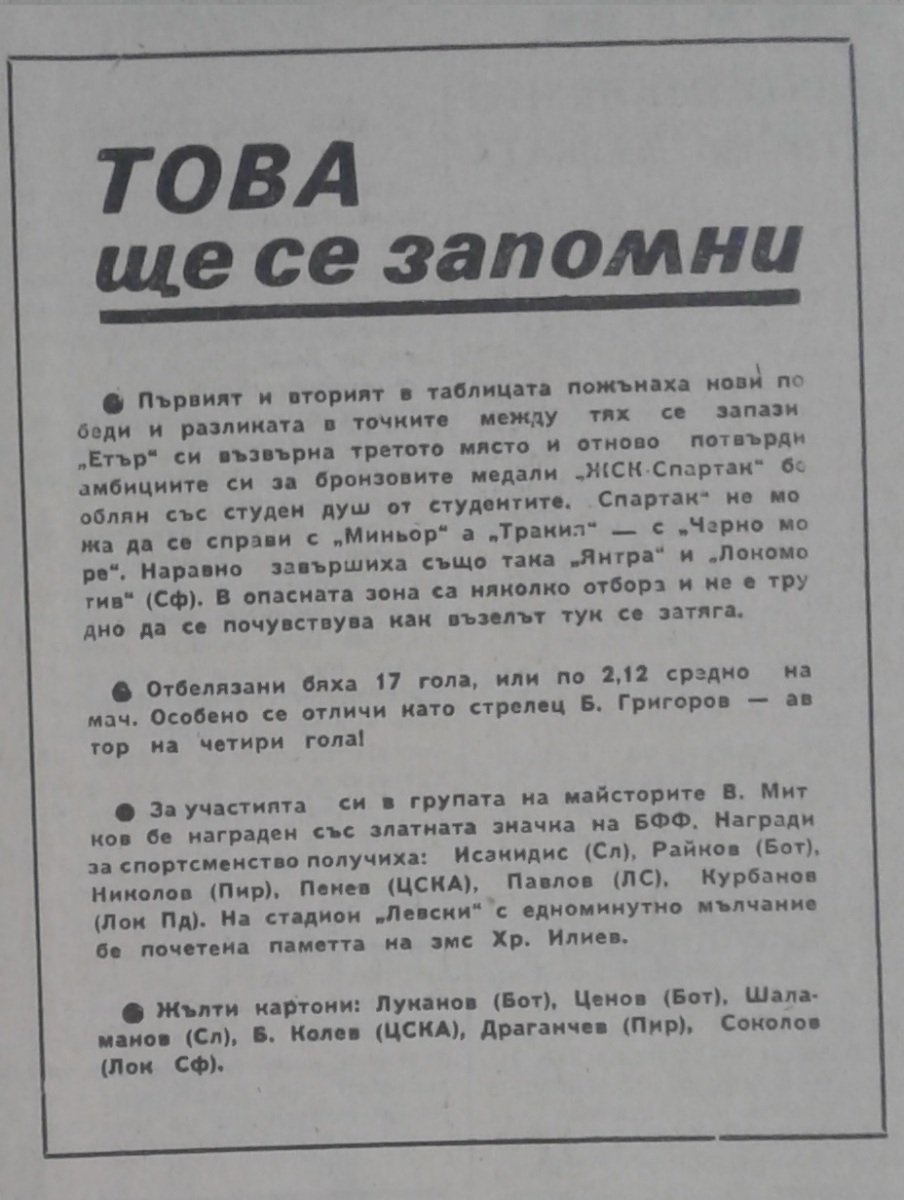 ТОВА
ще се запомни
● Първият и вторият в таблицата пожънаха нови по
беди и разликата в точките между тях се запази
„Етър“ си възвърна третото място и отново потвърди
амбициите си за бронзовите медали „ЖСК-Спартак“ бе
облян със студен душ от студентите. Спартак“ не мо
жа да се справи с „Миньор“ а „Тракия“ — с „Черно мо
ре“. Наравно завършиха също така „Янтра“ и „Локомо
тив“ (Сф). В опасната зона са няколко отбора и не е тру
дно да се почувствува как възелът тук се затяга.
● Отбелязани бяха 17 гола, или по 2,12 средно на
мач. Особено се отличи като стрелец Б. Григоров — ав
тор на четири гола!
● За участията си в групата на майсторите В. Мит
ков бе награден със златната значка на БФФ. Награди
за спортсменство получиха: Исакидис (Сл), Райков (Бот),
Николов (Пир), Пенев (ЦСКА), Павлов (ЛС), Курбанов
(Лок Пд). На стадион „Левски“ с едноминутно мълчание
бе почетена паметта на змс Хр. Илиев.
● Жълти картони: Луканов (Бот), Ценов (Бот), Шала-
манов (Сл), Б. Колев (ЦСКА), Драганчев (Пир), Соколов
(Лок Сф).